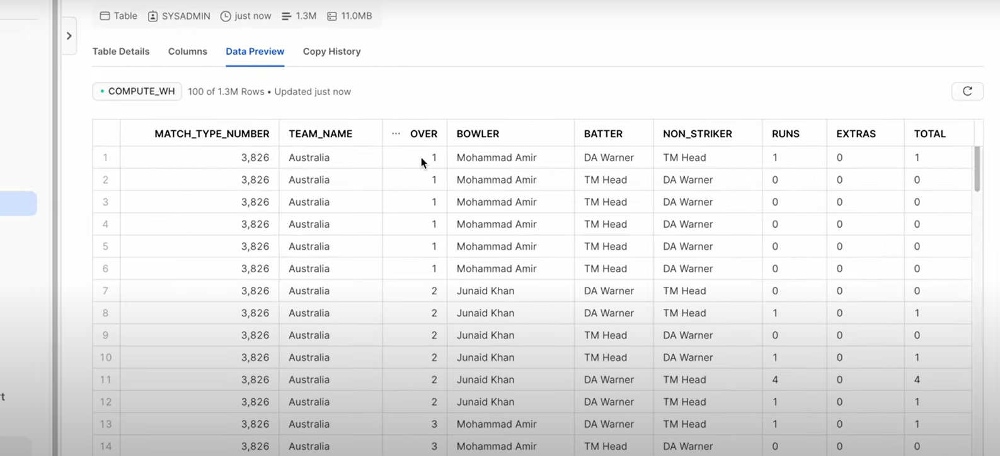 Table SYSADMIN just now 1.3M 11.0MB
Table Details Columns Data Preview Copy History
COMPUTE_WH 100 of 1.3M Rows • Updated just now
MATCH_TYPE_NUMBER TEAM_NAME ... OVER BOWLER BATTER NON_STRIKER RUNS EXTRAS TOTAL
1 3,826 Australia 1 Mohammad Amir DA Warner TM Head 1 0 1
2 3,826 Australia 1 Mohammad Amir TM Head DA Warner 0 0 0
3 3,826 Australia 1 Mohammad Amir TM Head DA Warner 0 0 0
4 3,826 Australia 1 Mohammad Amir TM Head DA Warner 0 0 0
5 3,826 Australia 1 Mohammad Amir TM Head DA Warner 0 0 0
6 3,826 Australia 1 Mohammad Amir TM Head DA Warner 0 0 0
7 3,826 Australia 2 Junaid Khan DA Warner TM Head 0 0 0
8 3,826 Australia 2 Junaid Khan DA Warner TM Head 1 0 1
9 3,826 Australia 2 Junaid Khan TM Head DA Warner 0 0 0
10 3,826 Australia 2 Junaid Khan TM Head DA Warner 1 0 1
11 3,826 Australia 2 Junaid Khan DA Warner TM Head 4 0 4
t
12 3,826 Australia 2 Junaid Khan DA Warner TM Head 1 0 1
13 3,826 Australia 3 Mohammad Amir DA Warner TM Head 1 0 1
14 3,826 Australia 3 Mohammad Amir TM Head DA Warner 0 0 0